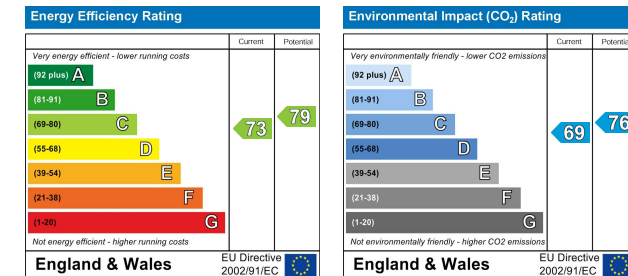 Energy Efficiency Rating
Current Potential
Very energy efficient - lower running costs
(92 plus) A
(81-91) B
(69-80) C
(55-68) D
(39-54) E
(21-38) F
(1-20) G
73
79
Not energy efficient - higher running costs
England & Wales
EU Directive
2002/91/EC
Environmental Impact (CO₂) Rating
Current Potential
Very environmentally friendly - lower CO2 emissions
(92 plus) A
(81-91) B
(69-80) C
(55-68) D
(39-54) E
(21-38) F
(1-20) G
69
76
Not environmentally friendly - higher CO2 emissions
England & Wales
EU Directive
2002/91/EC